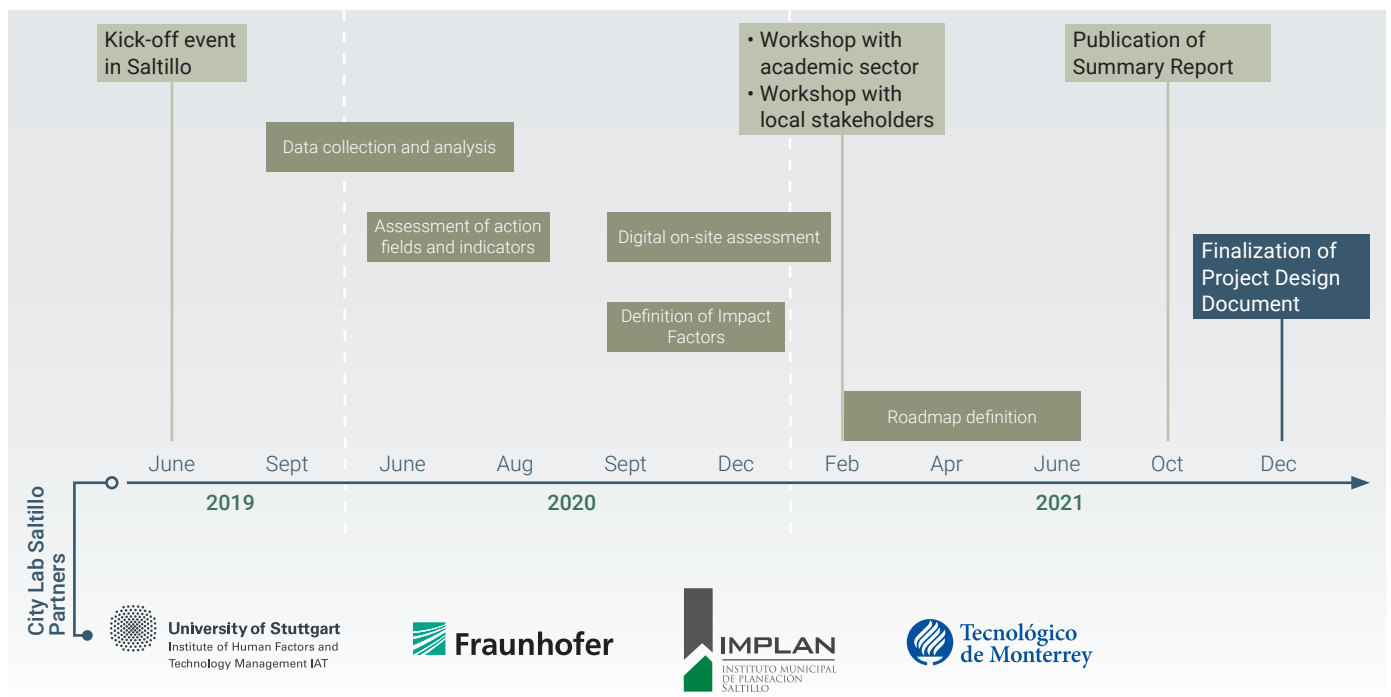 Kick-off event
in Saltillo
• Workshop with
academic sector
• Workshop with
local stakeholders
Publication of
Summary Report
Data collection and analysis
Assessment of action
fields and indicators
Digital on-site assessment
Finalization of
Project Design
Document
Definition of Impact
Factors
Roadmap definition
June Sept June Aug Sept Dec Feb Apr June Oct Dec
2019 2020 2021
City Lab Saltillo
Partners
University of Stuttgart
Institute of Human Factors and
Technology Management IAT
Fraunhofer
IMPLAN
INSTITUTO MUNICIPAL
DE PLANEACIÓN
SALTILLO
Tecnológico
de Monterrey